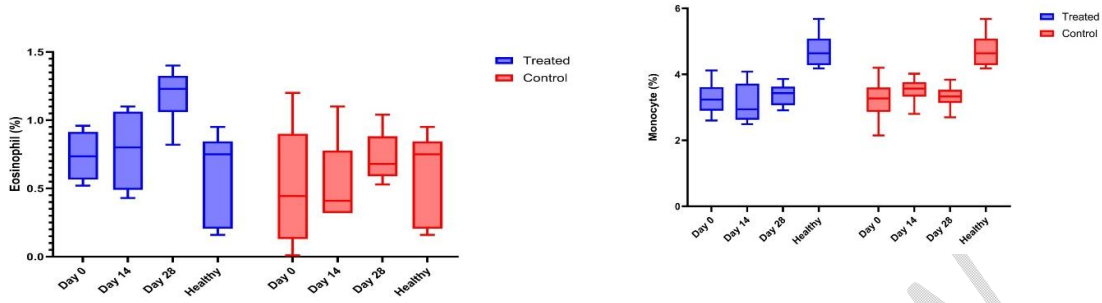 1.5
1.0
0.5
0.0
Eosinophil (%)
Day 0
Day 14
Day 28
Healthy
Day 0
Day 14
Day 28
Healthy
Treated
Control
6
4
2
0
Monocyte (%)
Day 0
Day 14
Day 28
Healthy
Day 0
Day 14
Day 28
Healthy
Treated
Control